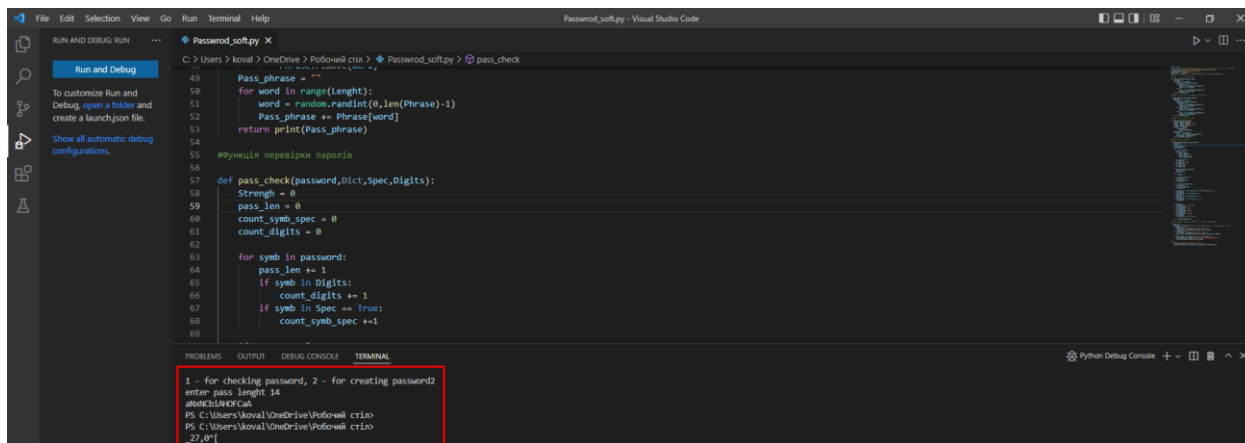 File Edit Selection View Go Run Terminal Help
Passwrod_soft.py - Visual Studio Code
RUN AND DEBUG: RUN ...
Run and Debug
To customize Run and
Debug, open a folder and
create a launch.json file.
Show all automatic debug
configurations.
Passwrod_soft.py
C: > Users > koval > OneDrive > Робочий стіл > Passwrod_soft.py > pass_check
49 Pass_phrase = ""
50 for word in range(Lenght):
51 word = random.randint(0,len(Phrase)-1)
52 Pass_phrase += Phrase[word]
53 return print(Pass_phrase)
54
55 #Функція перевірки паролів
56
57 def pass_check(password,Dict,Spec,Digits):
58 Strengh = 0
59 pass_len = 0
60 count_symb_spec = 0
61 count_digits = 0
62
63 for symb in password:
64 pass_len += 1
65 if symb in Digits:
66 count_digits += 1
67 if symb in Spec == True:
68 count_symb_spec +=1
69
PROBLEMS OUTPUT DEBUG CONSOLE TERMINAL
Python Debug Console
1 - for checking password, 2 - for creating password2
enter pass lenght 14
PS C:\Users\koval\OneDrive\Робочий стіл>
PS C:\Users\koval\OneDrive\Робочий стіл>
_27,0^[